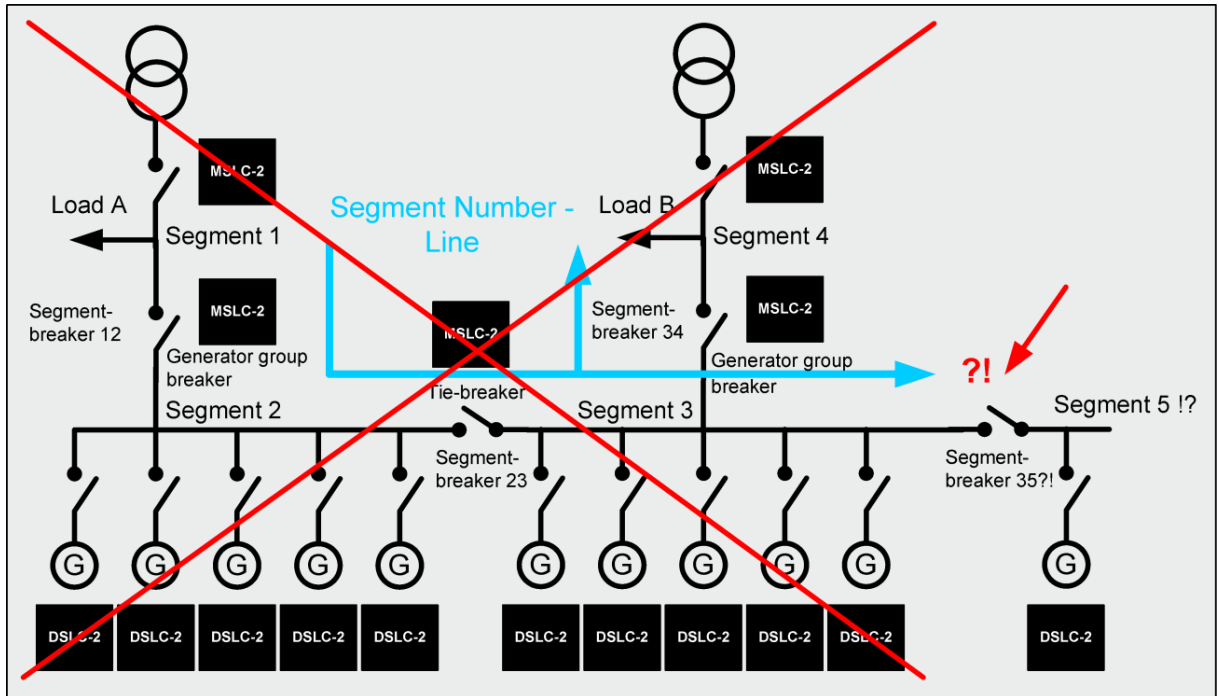 MSLC-2
MSLC-2
Load A
Segment Number -
Line
Load B
Segment 1
Segment 4
Segment-
breaker 12
MSLC-2
MSLC-2
Segment-
breaker 34
MSLC-2
Generator group
breaker
Generator group
breaker
?!
Tie-breaker
Segment 2
Segment 3
Segment 5 !?
Segment-
breaker 23
Segment-
breaker 35?!
G G G G G G G G G G G
DSLC-2 DSLC-2 DSLC-2 DSLC-2 DSLC-2 DSLC-2 DSLC-2 DSLC-2 DSLC-2 DSLC-2 DSLC-2